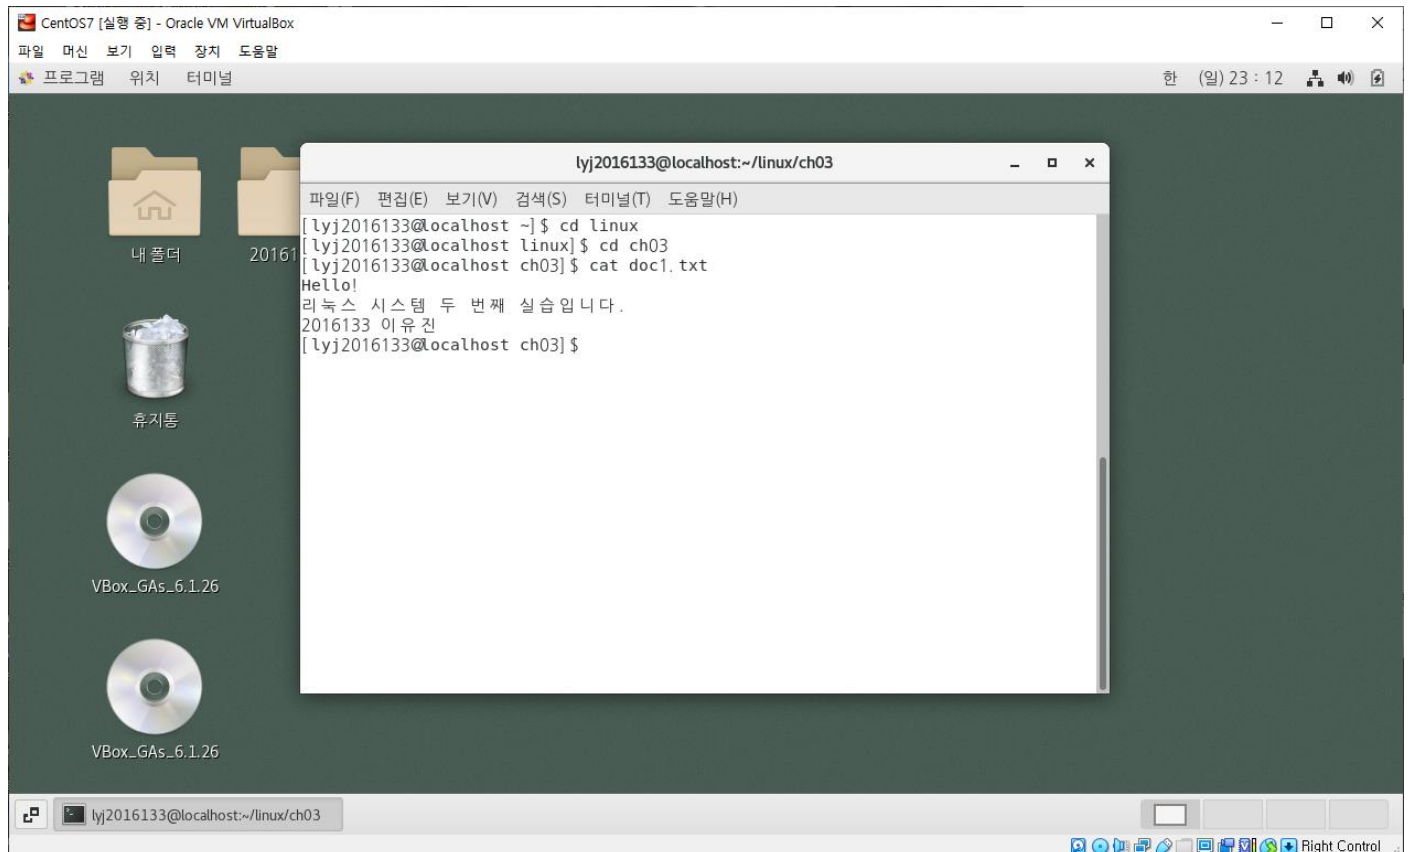 CentOS7 [실행 중] - Oracle VM VirtualBox
파일 머신 보기 입력 장치 도움말
프로그램 위치 터미널 한 (일) 23 : 12
lyj2016133@localhost:~/linux/ch03
파일(F) 편집(E) 보기(V) 검색(S) 터미널(T) 도움말(H)
[lyj2016133@localhost ~]$ cd linux
[lyj2016133@localhost linux]$ cd ch03
[lyj2016133@localhost ch03]$ cat doc1.txt
Hello!
리눅스 시스템 두 번째 실습입니다.
2016133 이유진
[lyj2016133@localhost ch03]$
내 폴더
20161
휴지통
VBox_GAs_6.1.26
VBox_GAs_6.1.26
lyj2016133@localhost:~/linux/ch03
Right Control